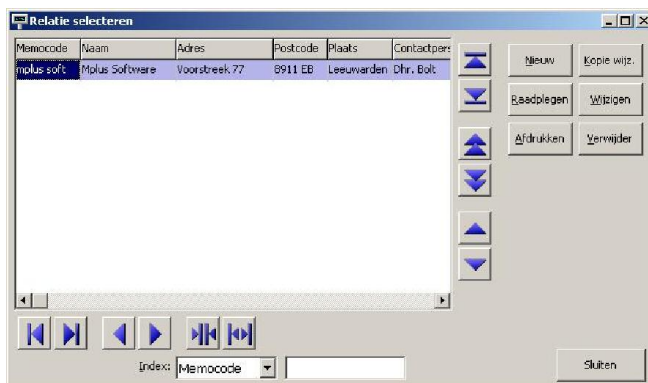 Relatie selecteren
Memocode Naam Adres Postcode Plaats Contactpers
mplus soft Mplus Software Voorstreek 77 8911 EB Leeuwarden Dhr. Bolt
Nieuw Kopie wijz.
Raadplegen Wijzigen
Afdrukken Verwijder
Index: Memocode
Sluiten